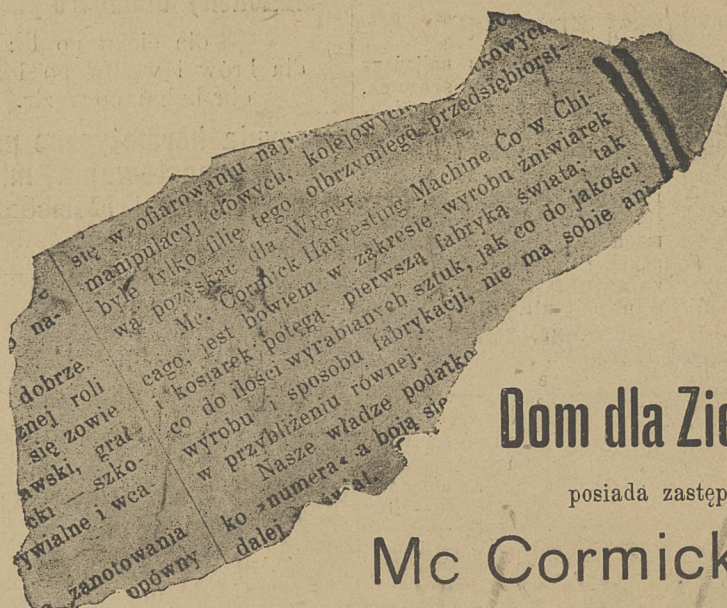 kowych
się w ofiarowaniu
manipulacyj cłowych, kolejowych
byłe tylko filię tego olbrzymiego przedsiębiorst-
wa pozyskać dla Węgier.
Mc. Cormick Harvesting Machine Co w Chi-
cago, jest bowiem w zakresie wyrobu żniwiarek
i kosiarek potęgą, pierwszą fabryką świata; tak
co do ilości wyrabianych sztuk, jak co do jakości
wyrobu i sposobu fabrykacji, nie ma sobie ani
w przybliżeniu równej.
Nasze władze podatko
ko „numera“ a boją się
dalej
na-
dobrze
znej roli
się zowie
awski, grał
cki — szko-
ywialne i wca
zanotowania
opówny
Dom dla Zie
posiada zastęp
Mc Cormick